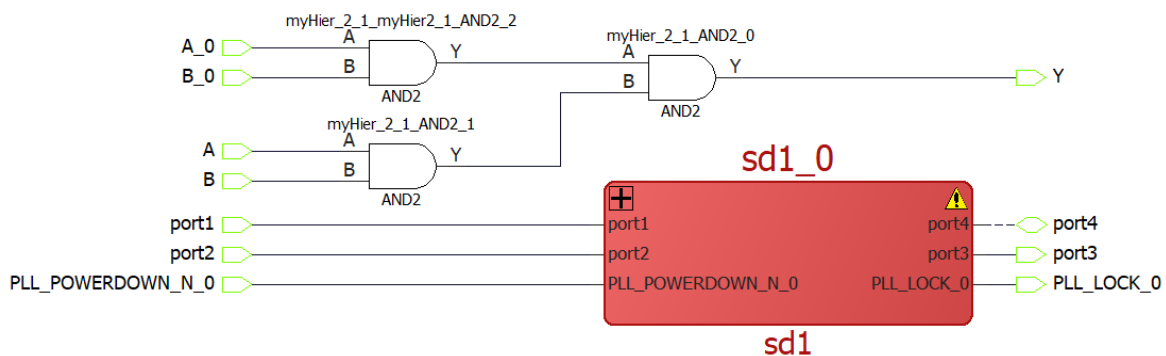 myHier_2_1_myHier2_1_AND2_2
A_0
A
Y
B_0
B
AND2
myHier_2_1_AND2_0
A
Y
Y
B
AND2
myHier_2_1_AND2_1
A
A
Y
B
B
AND2
sd1_0
port1
port1
port4
port4
port2
port2
port3
port3
PLL_POWERDOWN_N_0
PLL_POWERDOWN_N_0
PLL_LOCK_0
PLL_LOCK_0
sd1